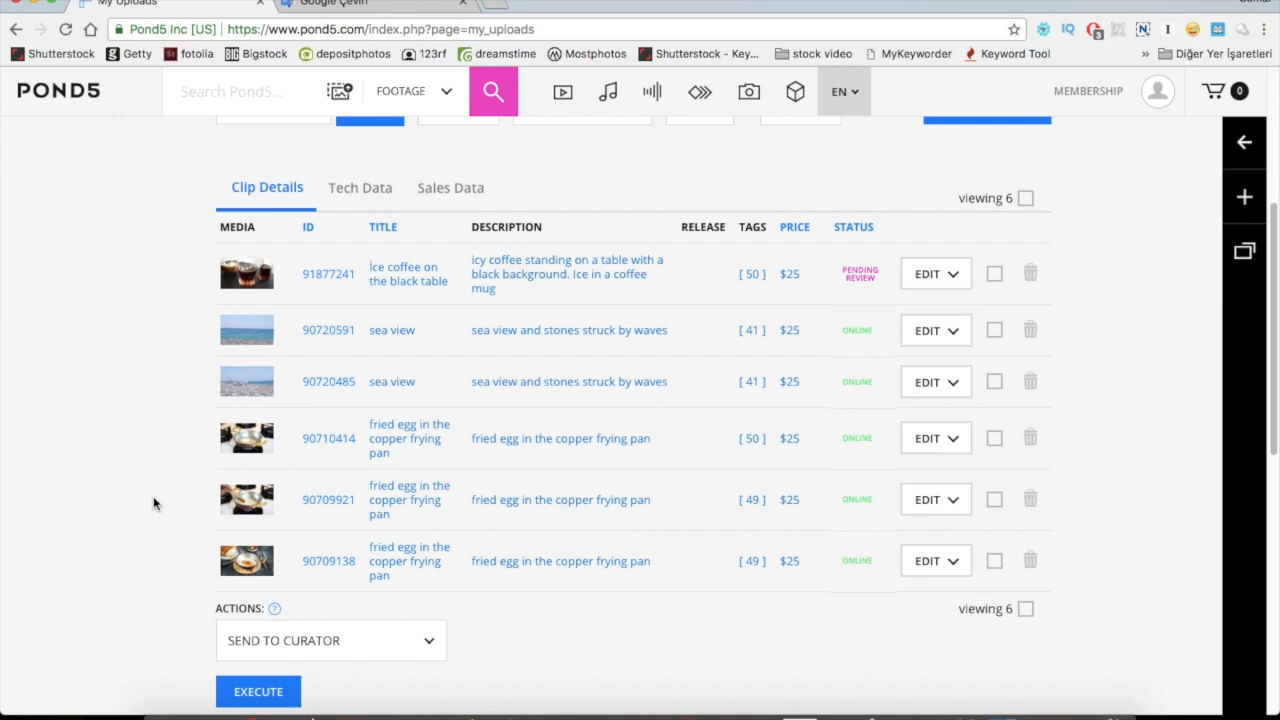 My Uploads
Google Çeviri
Pond5 Inc [US] | https://www.pond5.com/index.php?page=my_uploads
IQ 3 N I
Shutterstock Getty fotolia Bigstock depositphotos 123rf dreamstime Mostphotos Shutterstock - Key... stock video MyKeyworder Keyword Tool » Diğer Yer İşaretleri
POND5 Search Pond5... FOOTAGE EN MEMBERSHIP 0
Clip Details Tech Data Sales Data
viewing 6
MEDIA ID TITLE DESCRIPTION RELEASE TAGS PRICE STATUS
91877241 İce coffee on the black table icy coffee standing on a table with a black background. Ice in a coffee mug [ 50 ] $25 PENDING REVIEW EDIT
90720591 sea view sea view and stones struck by waves [ 41 ] $25 ONLINE EDIT
90720485 sea view sea view and stones struck by waves [ 41 ] $25 ONLINE EDIT
90710414 fried egg in the copper frying pan fried egg in the copper frying pan [ 50 ] $25 ONLINE EDIT
90709921 fried egg in the copper frying pan fried egg in the copper frying pan [ 49 ] $25 ONLINE EDIT
90709138 fried egg in the copper frying pan fried egg in the copper frying pan [ 49 ] $25 ONLINE EDIT
ACTIONS: ?
viewing 6
SEND TO CURATOR
EXECUTE